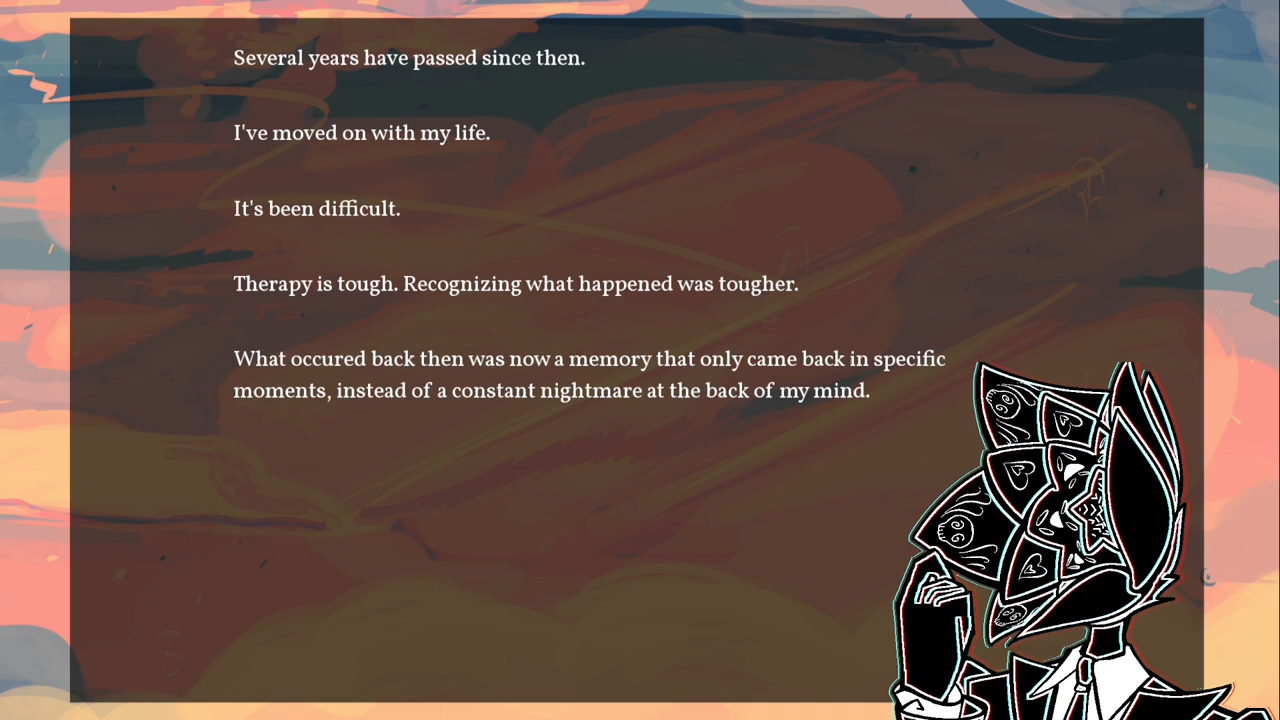 Several years have passed since then.
I've moved on with my life.
It's been difficult.
Therapy is tough. Recognizing what happened was tougher.
What occured back then was now a memory that only came back in specific
moments, instead of a constant nightmare at the back of my mind.